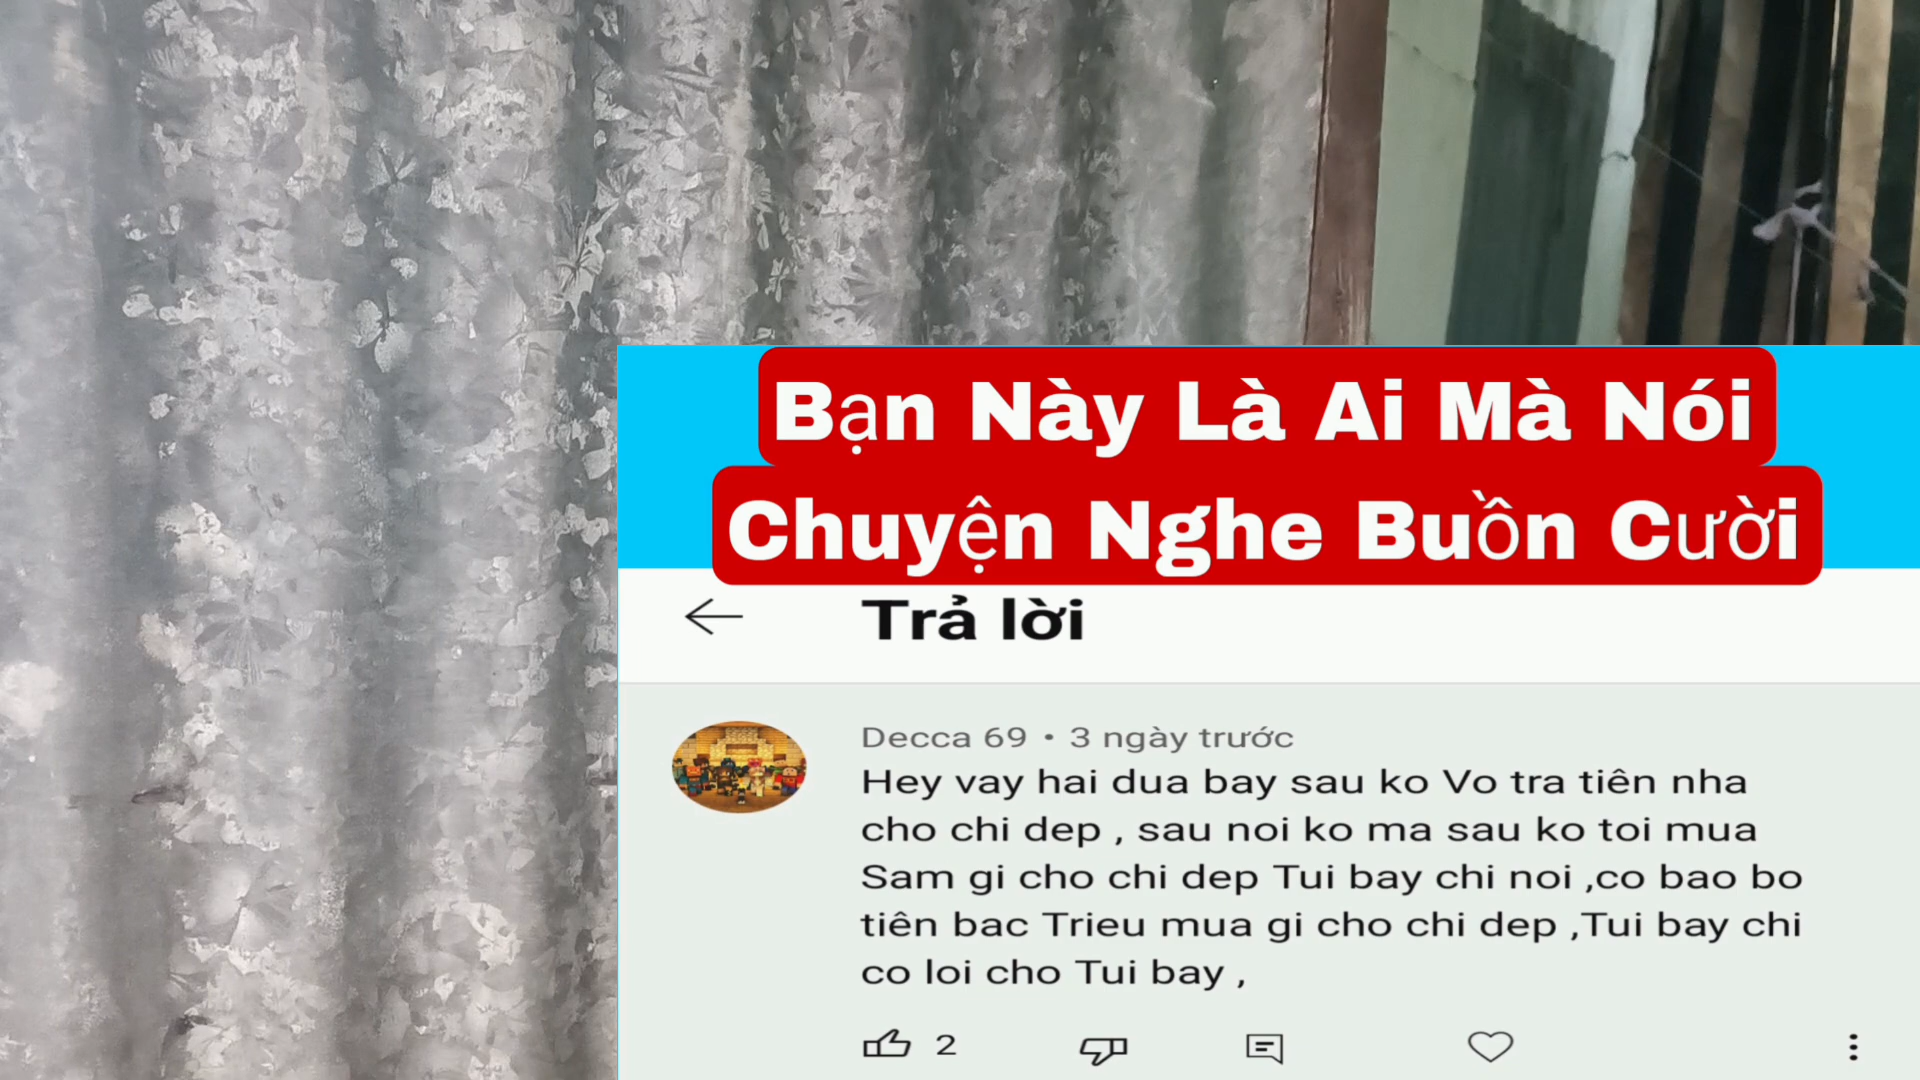 Bạn Này Là Ai Mà Nói
Chuyện Nghe Buồn Cười
Trả lời
Decca 69 • 3 ngày trước
Hey vay hai dua bay sau ko Vo tra tiên nha
cho chi dep , sau noi ko ma sau ko toi mua
Sam gi cho chi dep Tui bay chi noi ,co bao bo
tiên bac Trieu mua gi cho chi dep ,Tui bay chi
co loi cho Tui bay ,
2